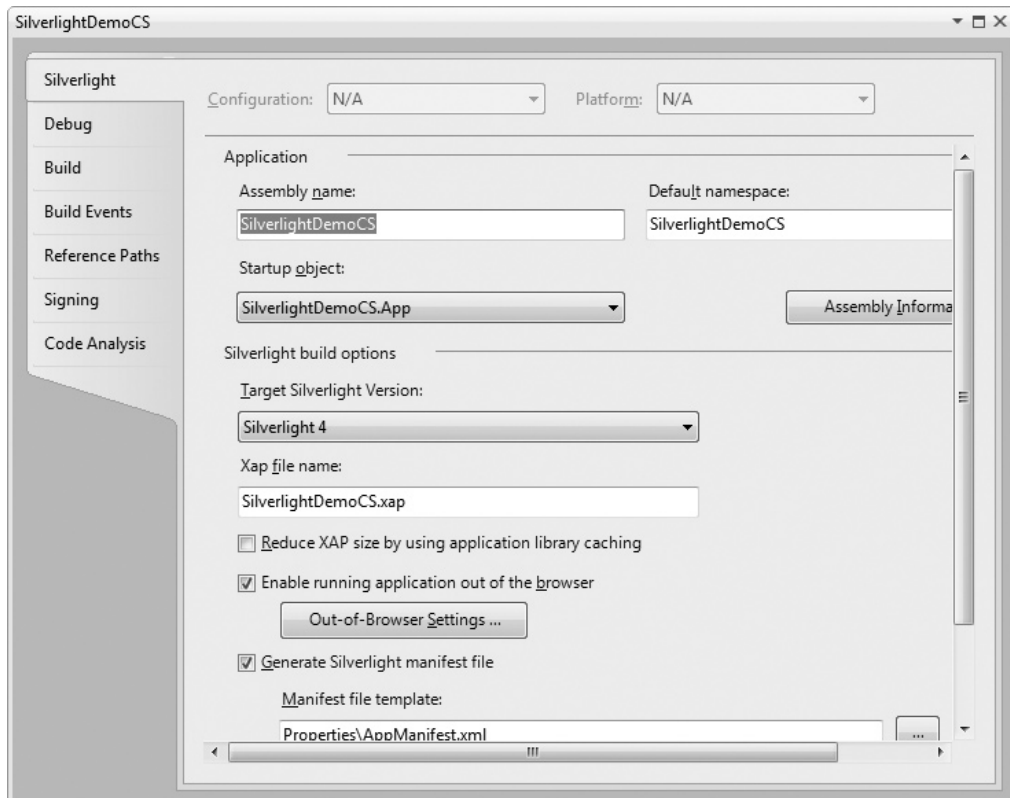 SilverlightDemoCS
Silverlight
Debug
Build
Build Events
Reference Paths
Signing
Code Analysis
Configuration: N/A Platform: N/A
Application
Assembly name: Default namespace:
SilverlightDemoCS SilverlightDemoCS
Startup object:
SilverlightDemoCS.App Assembly Informa
Silverlight build options
Target Silverlight Version:
Silverlight 4
Xap file name:
SilverlightDemoCS.xap
Reduce XAP size by using application library caching
Enable running application out of the browser
Out-of-Browser Settings ...
Generate Silverlight manifest file
Manifest file template:
Properties\AppManifest.xml ...